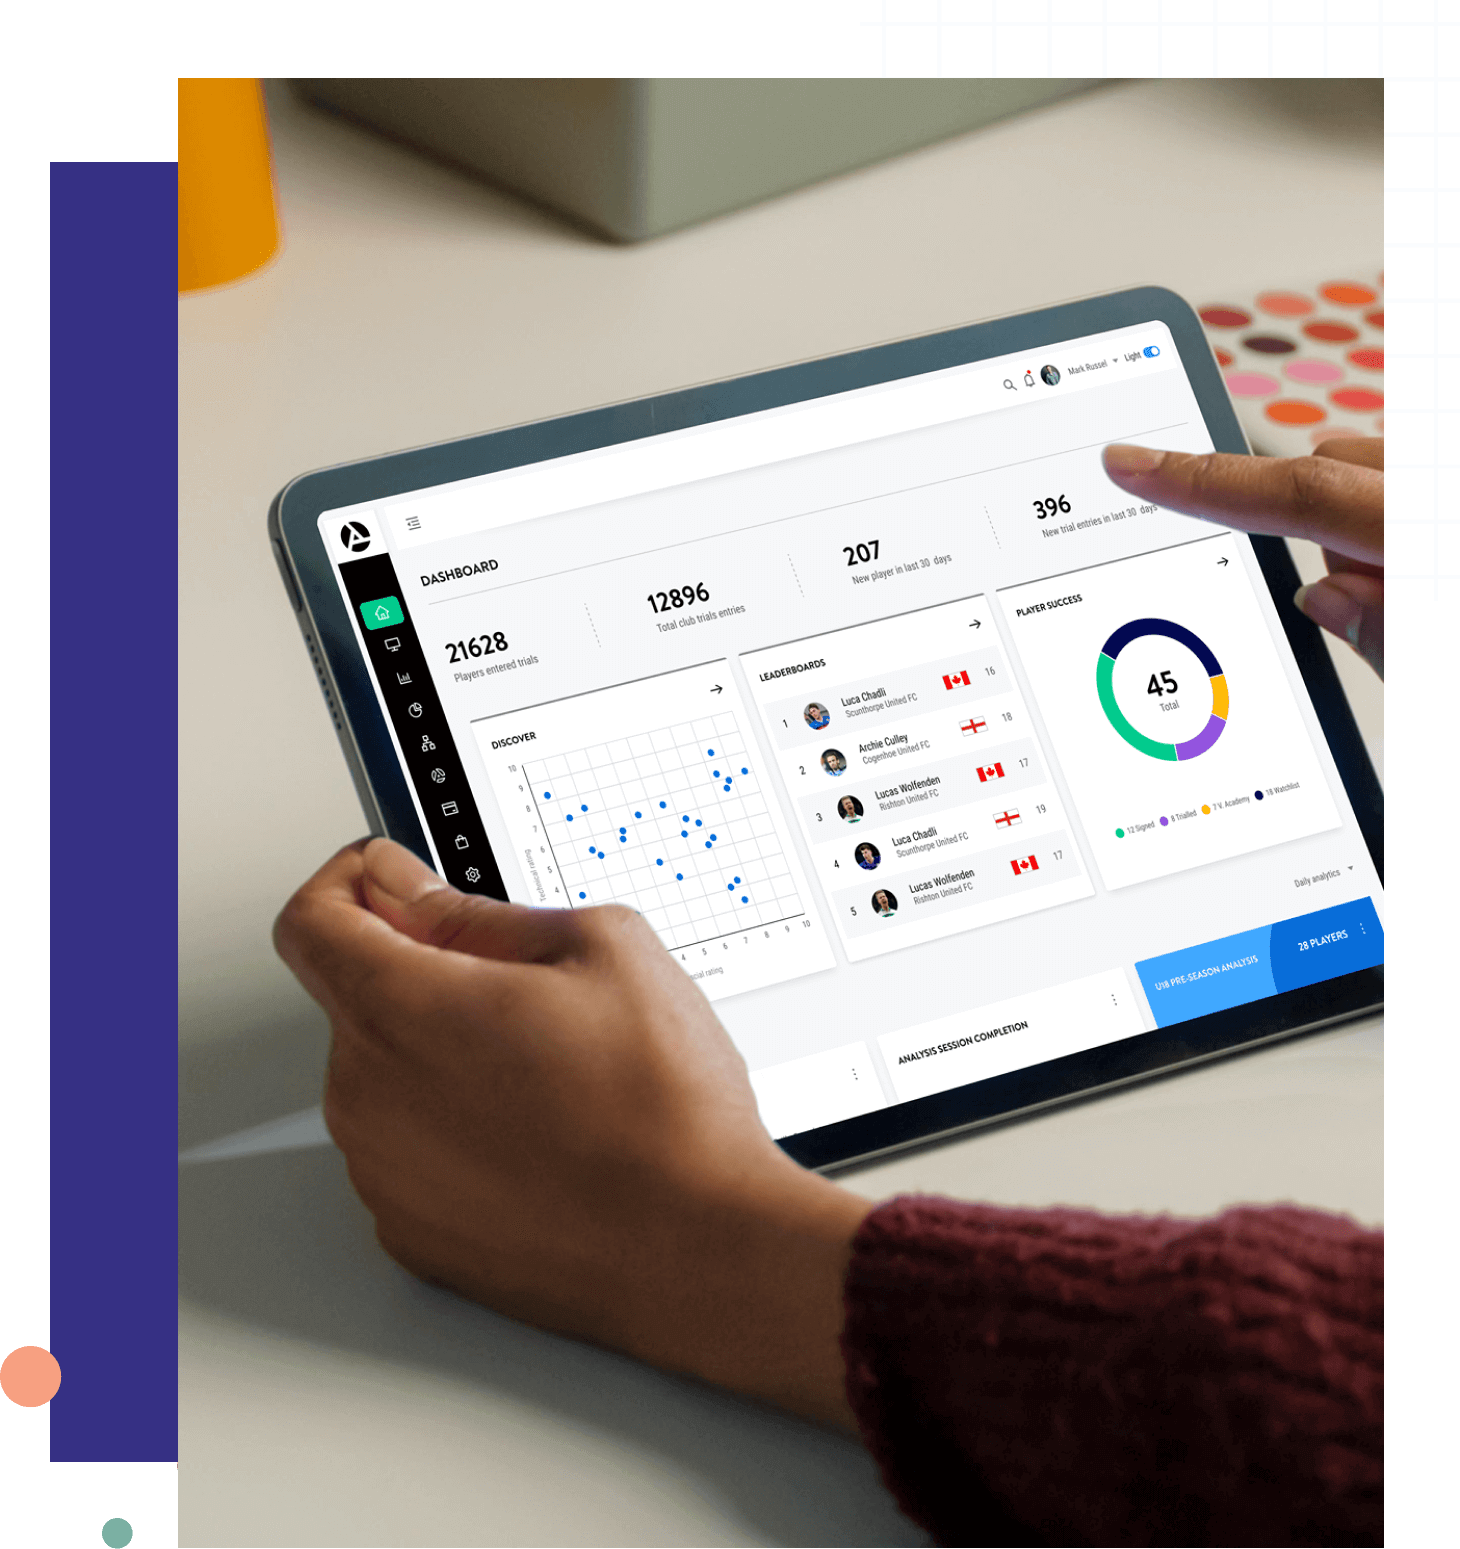 Mark Russel
Light
DASHBOARD
21628
Players entered trials
12896
Total club trials entries
207
New player in last 30 days
396
New trial entries in last 30 days
DISCOVER
10
9
8
7
6
5
4
Technical rating
4 5 6 7 8 9 10
rating
LEADERBOARDS
1 Luca Chadli 16
Scunthorpe United FC
2 Archie Culley 18
Cogenhoe United FC
3 Lucas Wolfenden 17
Rishton United FC
4 Luca Chadli 19
Scunthorpe United FC
5 Lucas Wolfenden 17
Rishton United FC
PLAYER SUCCESS
45
Total
12 Signed 8 Trialled 7 V. Academy 18 Watchlist
Daily analytics
ANALYSIS SESSION COMPLETION
U18 PRE-SEASON ANALYSIS
28 PLAYERS